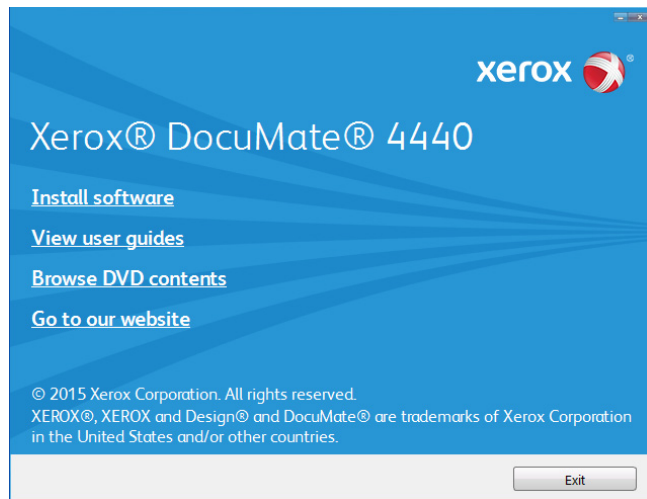 xerox ®
Xerox® DocuMate® 4440
Install software
View user guides
Browse DVD contents
Go to our website
© 2015 Xerox Corporation. All rights reserved.
XEROX®, XEROX and Design® and DocuMate® are trademarks of Xerox Corporation
in the United States and/or other countries.
Exit